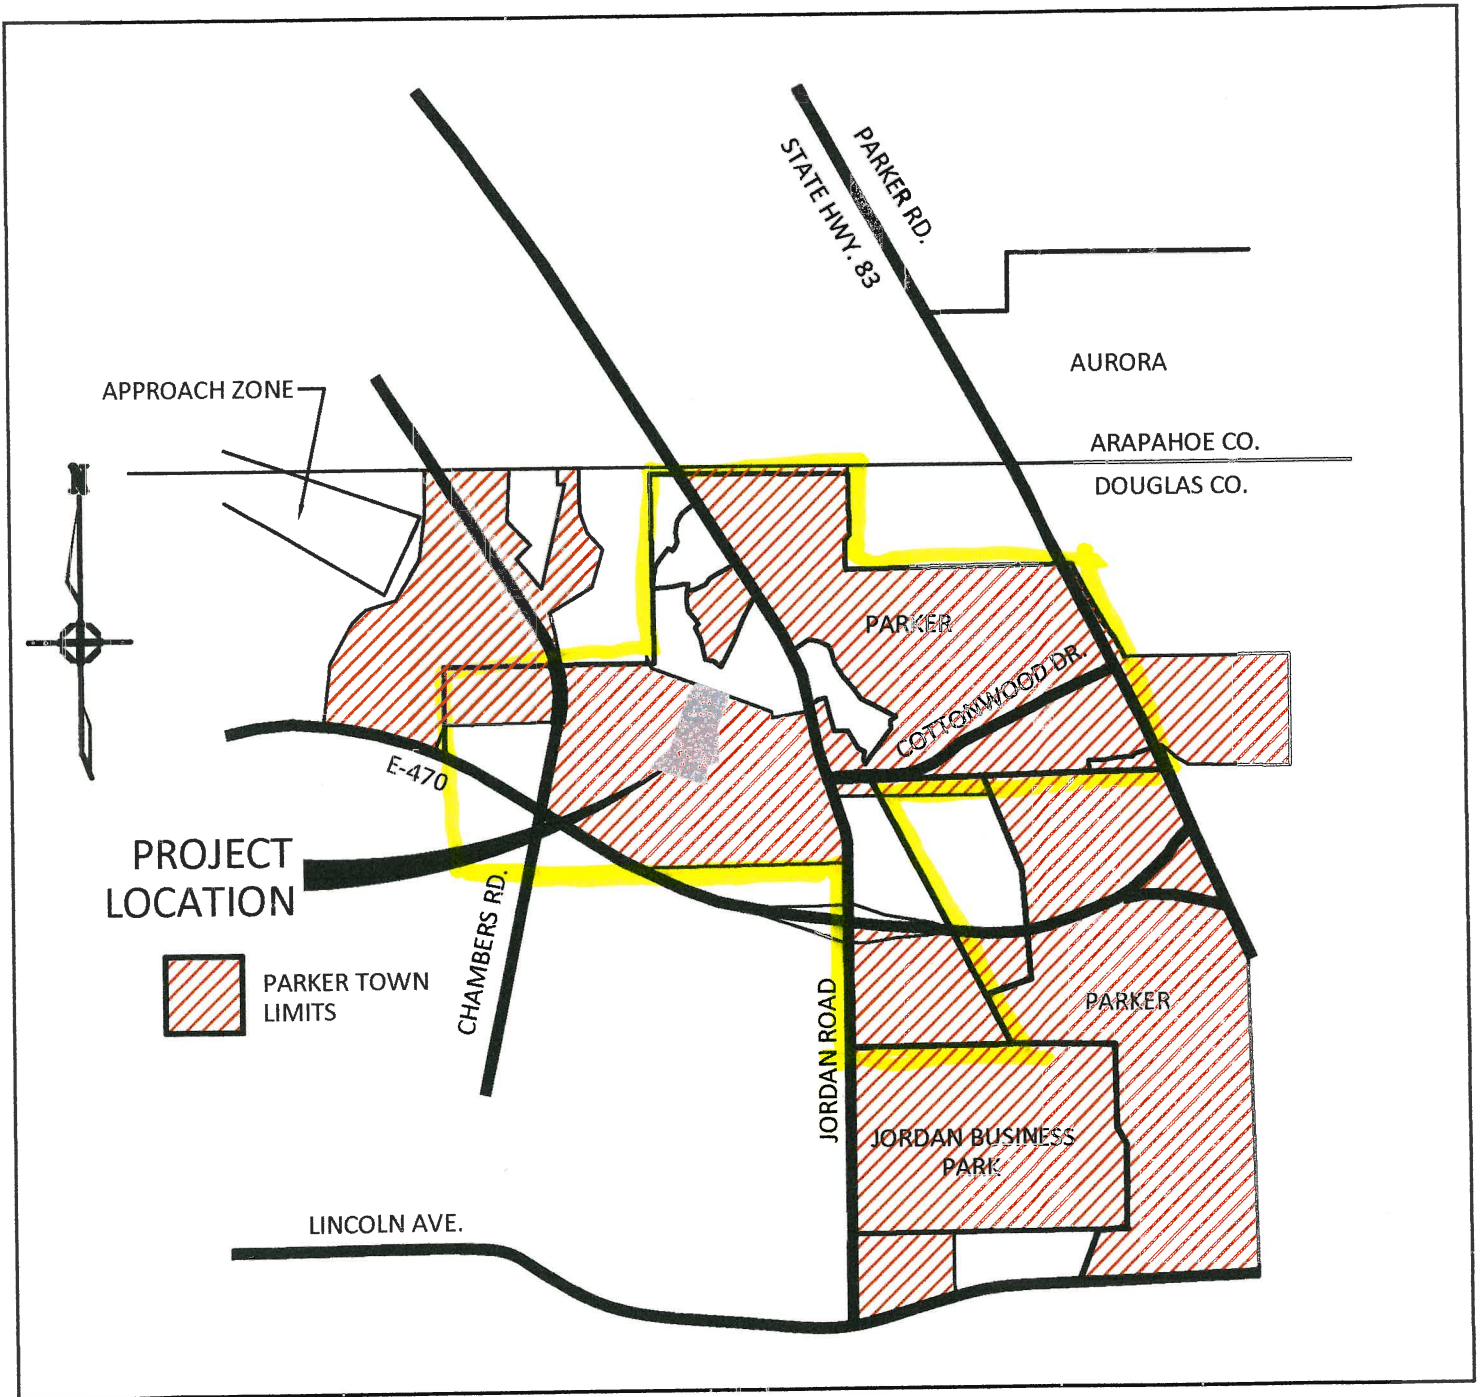 PARKER RD.
STATE HWY. 83
AURORA
APPROACH ZONE
ARAPAHOE CO.
DOUGLAS CO.
N
PARKER
COTTONWOOD DR.
E-470
PROJECT
LOCATION
CHAMBERS RD.
PARKER TOWN
LIMITS
JORDAN ROAD
PARKER
JORDAN BUSINESS
PARK
LINCOLN AVE.